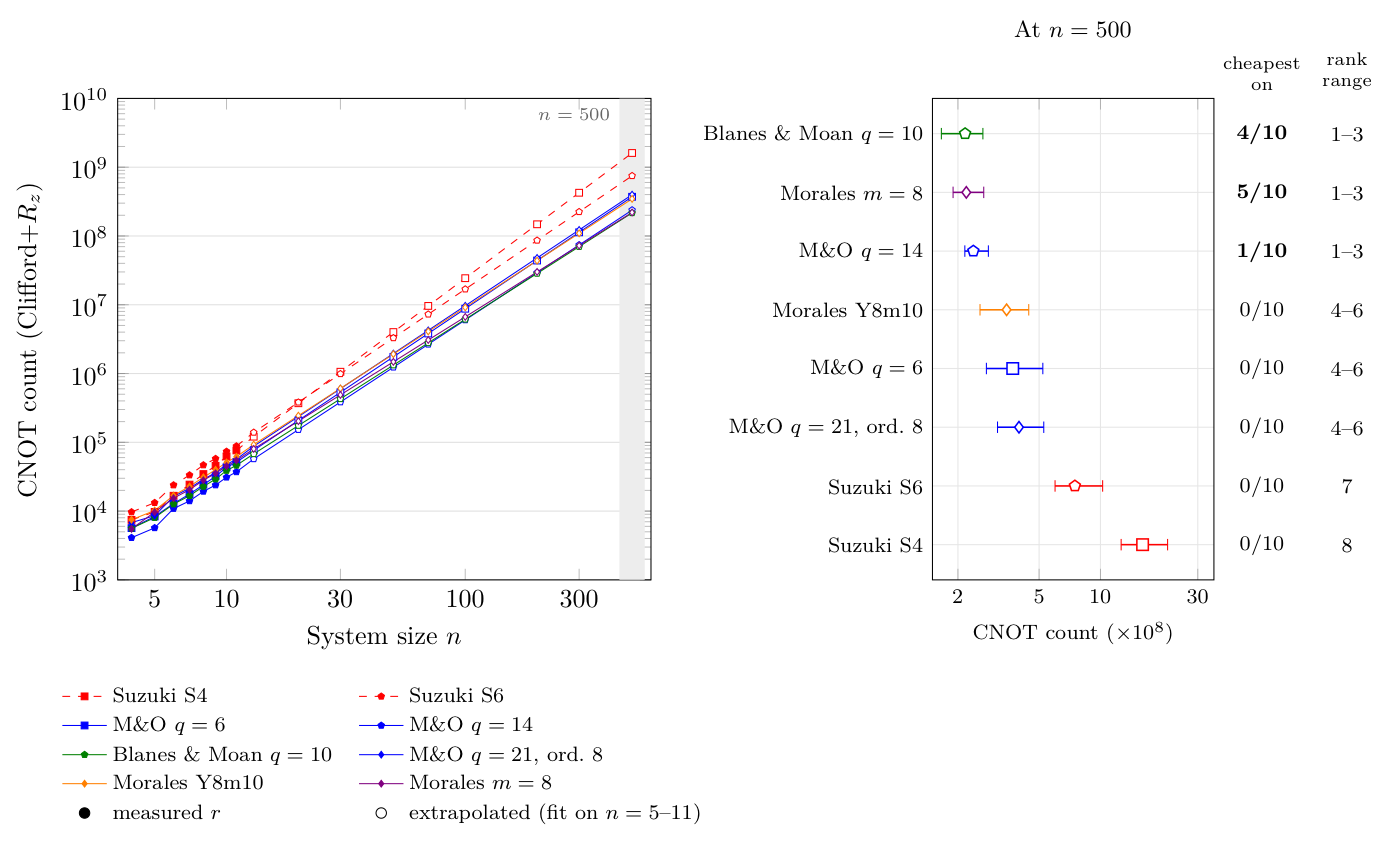 At n = 500
cheapest on
rank range
10^10
10^9
10^8
10^7
10^6
10^5
10^4
10^3
CNOT count (Clifford+R_z)
n = 500
5 10 30 100 300
System size n
Blanes & Moan q = 10 4/10 1–3
Morales m = 8 5/10 1–3
M&O q = 14 1/10 1–3
Morales Y8m10 0/10 4–6
M&O q = 6 0/10 4–6
M&O q = 21, ord. 8 0/10 4–6
Suzuki S6 0/10 7
Suzuki S4 0/10 8
2 5 10 30
CNOT count (×10^8)
Suzuki S4 Suzuki S6
M&O q = 6 M&O q = 14
Blanes & Moan q = 10 M&O q = 21, ord. 8
Morales Y8m10 Morales m = 8
measured r extrapolated (fit on n = 5–11)